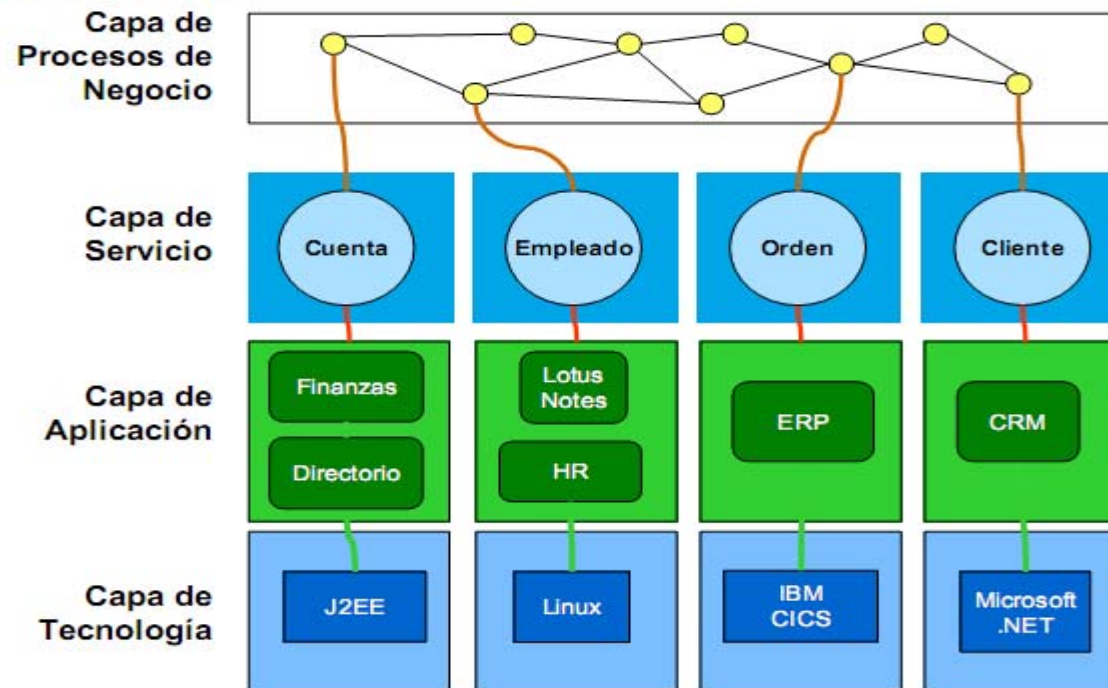 Capa de
Procesos de
Negocio
Capa de
Servicio
Cuenta
Empleado
Orden
Cliente
Capa de
Aplicación
Finanzas
Directorio
Lotus
Notes
HR
ERP
CRM
Capa de
Tecnología
J2EE
Linux
IBM
CICS
Microsoft
.NET